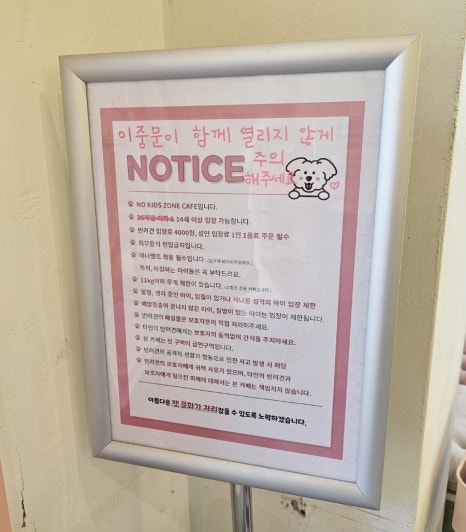 이중문이 함께 열리지 않게
NOTICE 주의
해주세요
NO KIDS ZONE CAFE입니다.
14세 이상 입장 가능합니다.
반려견 입장료 4000원, 성인 입장료 1인 1음료 주문 필수
외부음식 반입금지입니다.
매너벨트 착용 필수입니다.
특히, 마킹하는 아이들은 꼭 부탁드려요.
11kg이하 무게 제한이 있습니다.
발정, 생리 중인 아이, 입질이 있거나 사나운 성격의 아이 입장 제한
예방접종이 끝나지 않은 아이, 질병이 있는 아이는 입장이 제한됩니다.
반려견의 배설물은 보호자분이 직접 처리해주세요.
타인의 반려견에게는 보호자의 동의없이 간식을 주지마세요.
본 카페는 전 구역이 금연구역입니다.
반려견의 공격적 성향과 행동으로 인한 사고 발생 시 해당
반려견의 보호자에게 귀책 사유가 있으며, 타인의 반려견과
보호자에게 일으킨 피해에 대해서는 본 카페는 책임지지 않습니다.
아름다운 펫 문화가 자리잡을 수 있도록 노력하겠습니다.